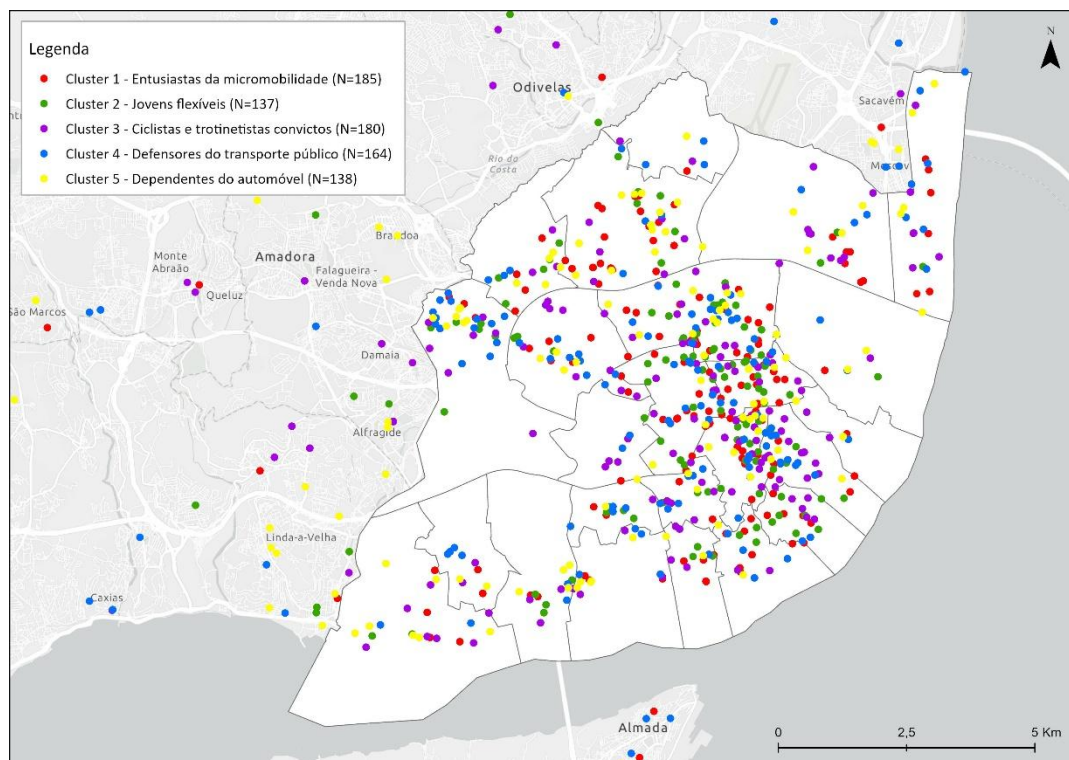 Legenda
Cluster 1 - Entusiastas da micromobilidade (N=185)
Cluster 2 - Jovens flexíveis (N=137)
Cluster 3 - Ciclistas e trotinetistas convictos (N=180)
Cluster 4 - Defensores do transporte público (N=164)
Cluster 5 - Dependentes do automóvel (N=138)
N
Odivelas
Sacavém
Rio da
Costa
Brandoa
Monte
Abraão
Amadora
Falagueira -
Venda Nova
Queluz
São Marcos
Damaia
Alfragide
Linda-a-Velha
Caxias
Almada
0
2,5
5 Km